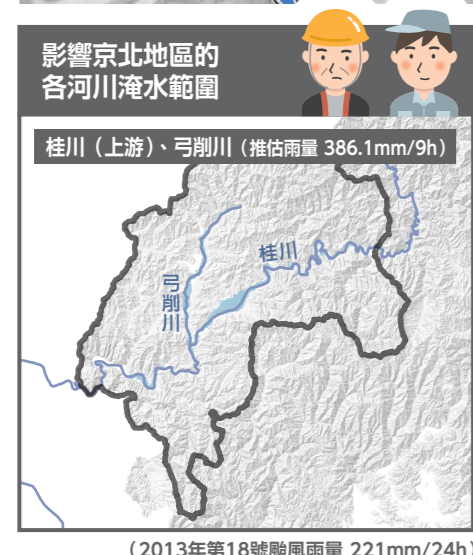 影響京北地區的
各河川淹水範圍
桂川（上游）、弓削川（推估雨量 386.1mm/9h）
桂川
弓削川
（2013年第18號颱風雨量 221mm/24h）